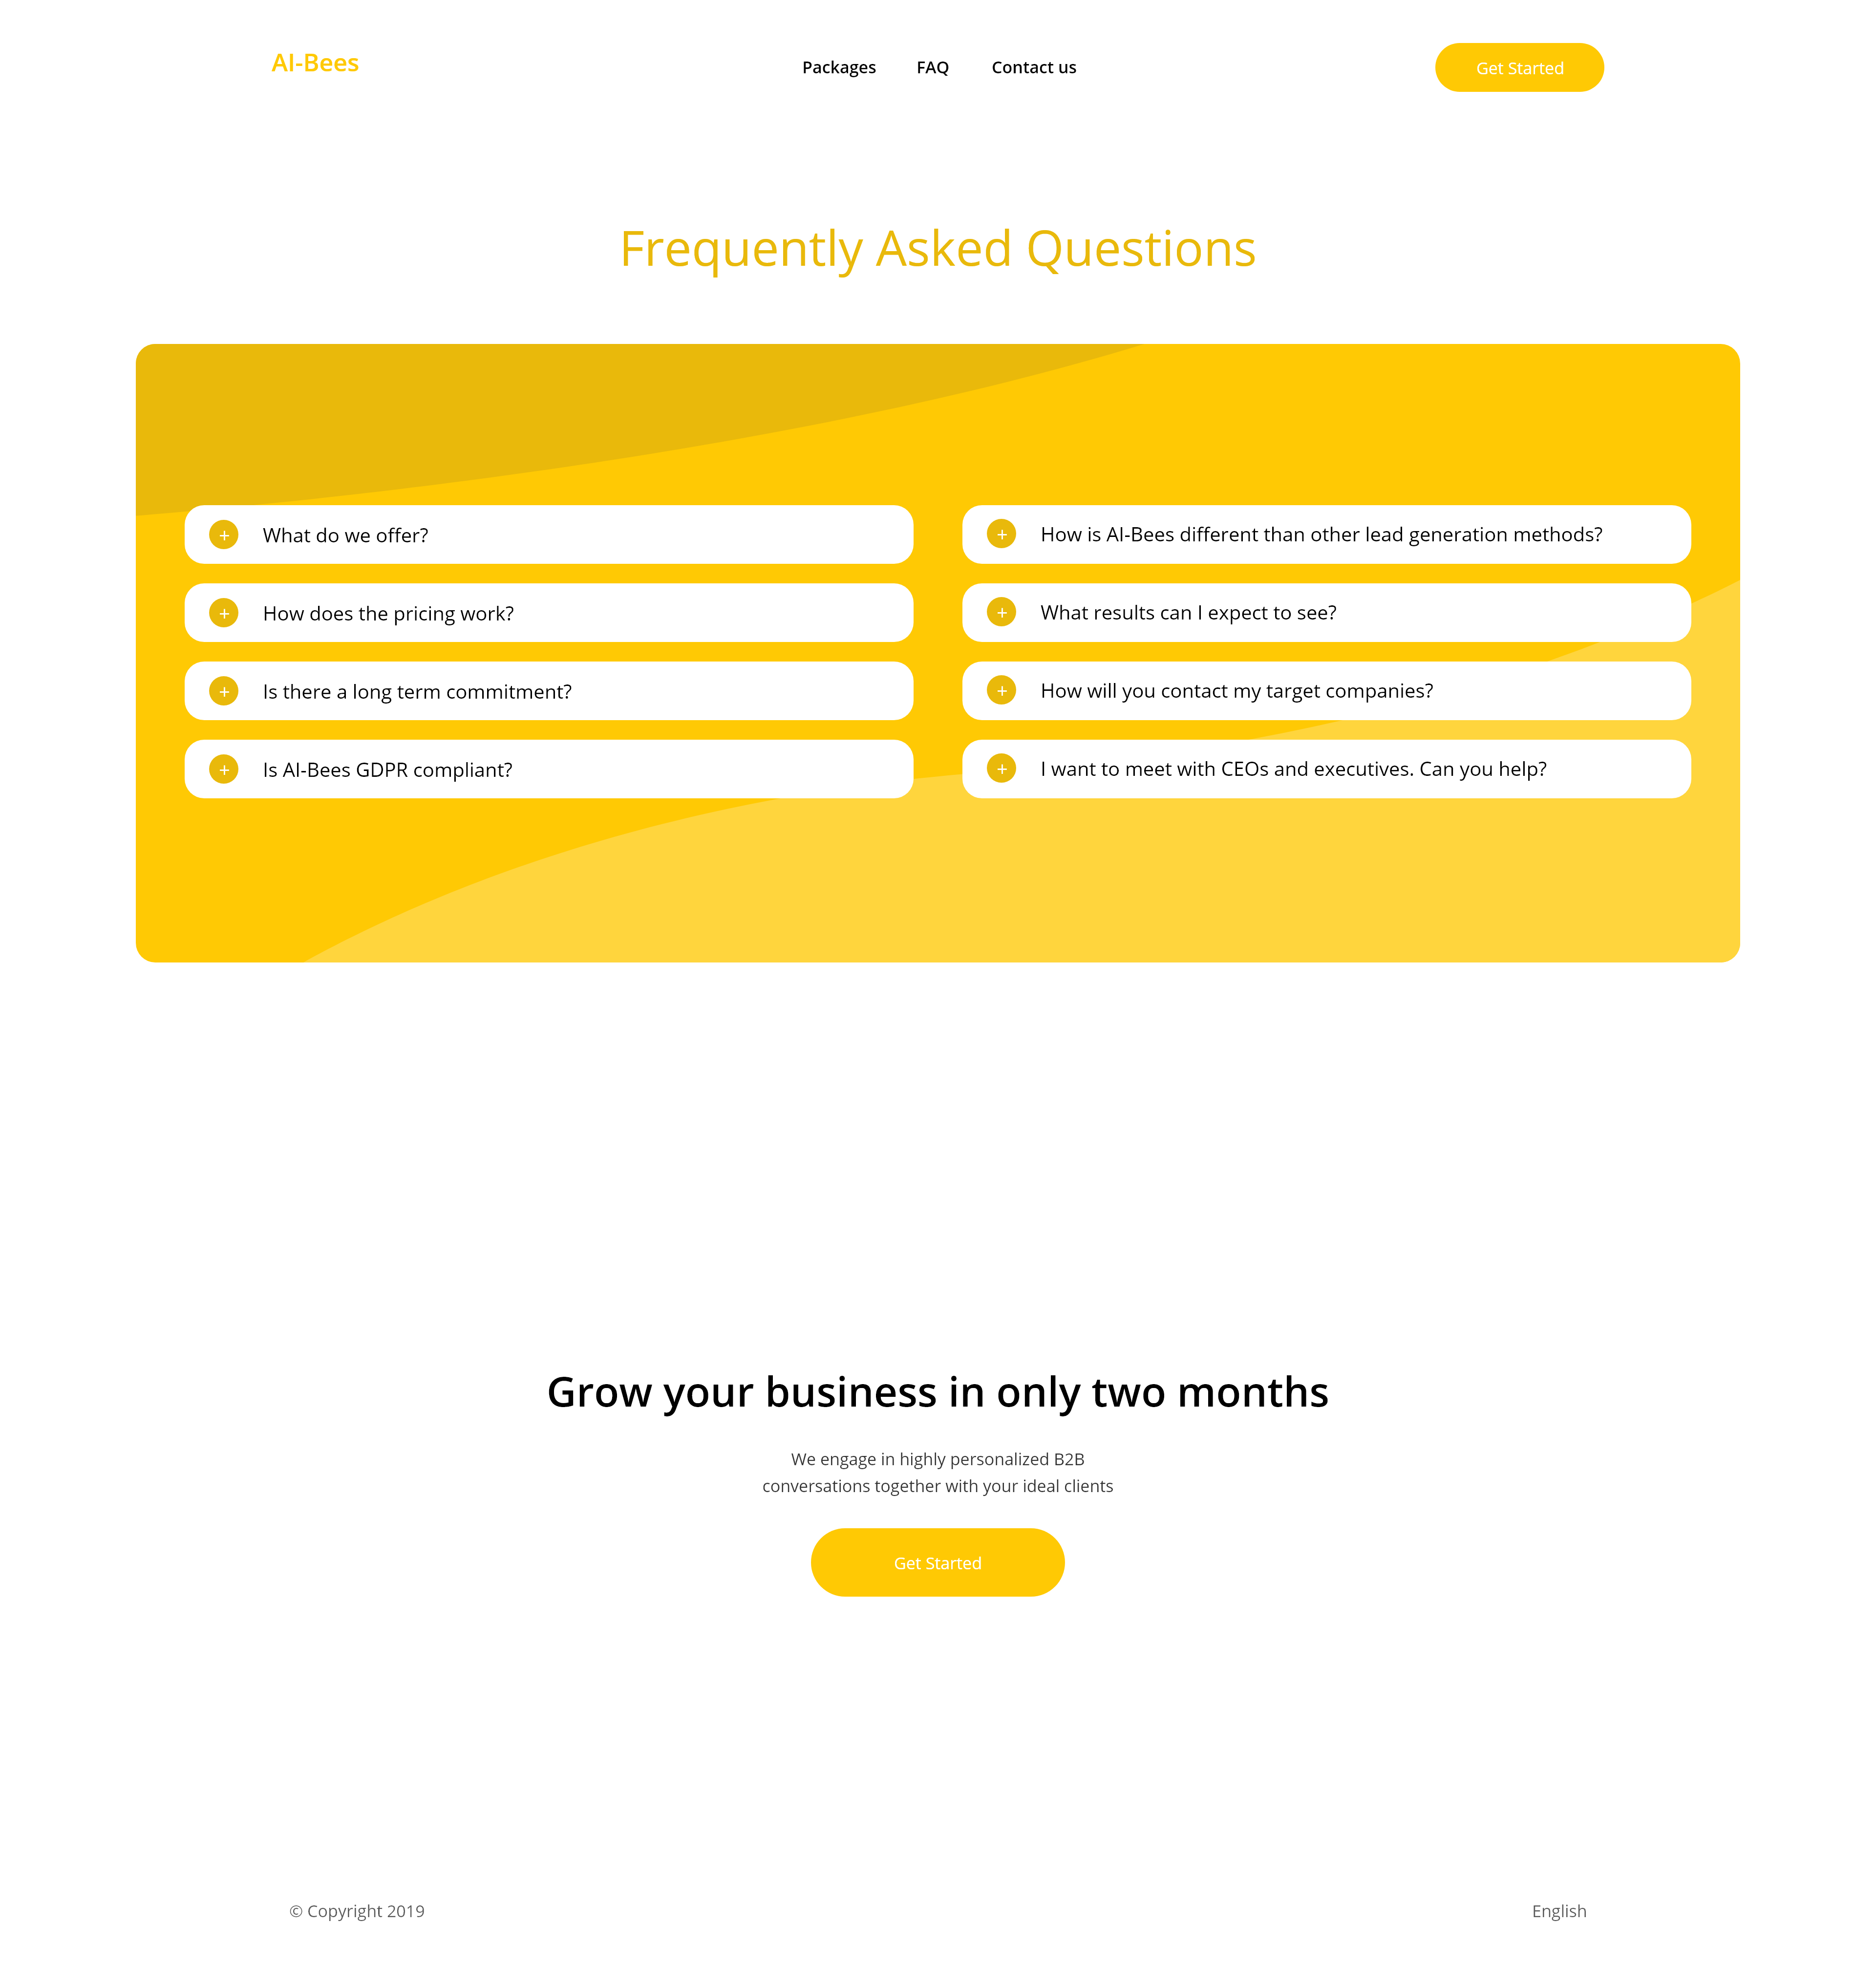 AI-Bees
Packages
FAQ
Contact us
Get Started
Frequently Asked Questions
+ What do we offer?
+ How does the pricing work?
+ Is there a long term commitment?
+ Is AI-Bees GDPR compliant?
+ How is AI-Bees different than other lead generation methods?
+ What results can I expect to see?
+ How will you contact my target companies?
+ I want to meet with CEOs and executives. Can you help?
Grow your business in only two months
We engage in highly personalized B2B
conversations together with your ideal clients
Get Started
© Copyright 2019
English